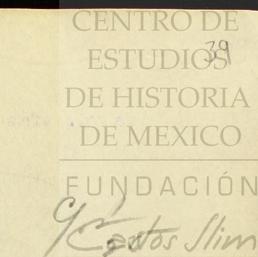 CENTRO DE
39
ESTUDIOS
DE HISTORIA
DE MEXICO
FUNDACIÓN
Carlos Slim